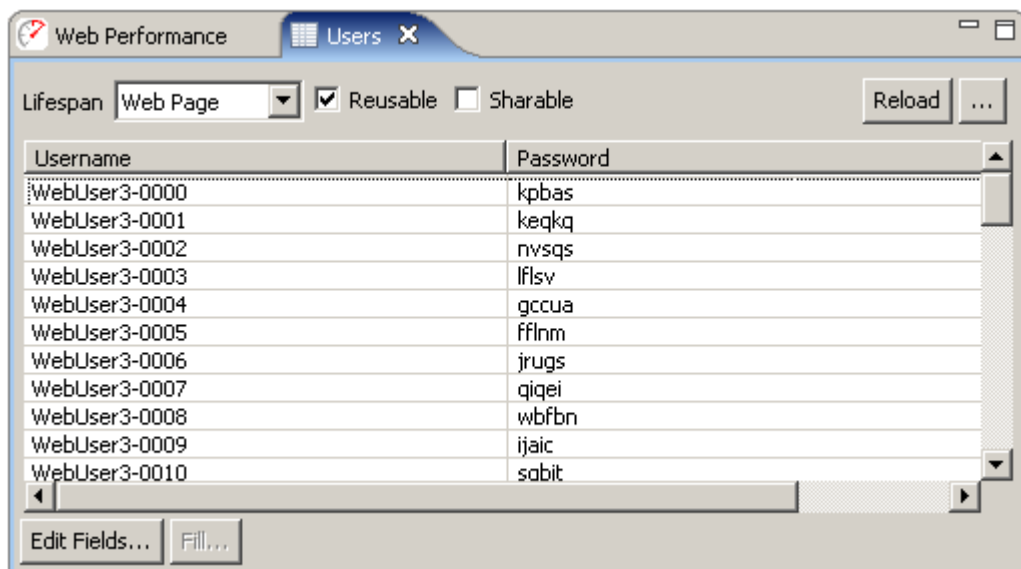 Web Performance Users
Lifespan Web Page Reusable Sharable Reload ...
Username Password
WebUser3-0000 kpbas
WebUser3-0001 keqkq
WebUser3-0002 nvsqs
WebUser3-0003 lflsv
WebUser3-0004 gccua
WebUser3-0005 fflnm
WebUser3-0006 jrugs
WebUser3-0007 qiqei
WebUser3-0008 wbfbn
WebUser3-0009 ijaic
WebUser3-0010 sqbit
Edit Fields... Fill...